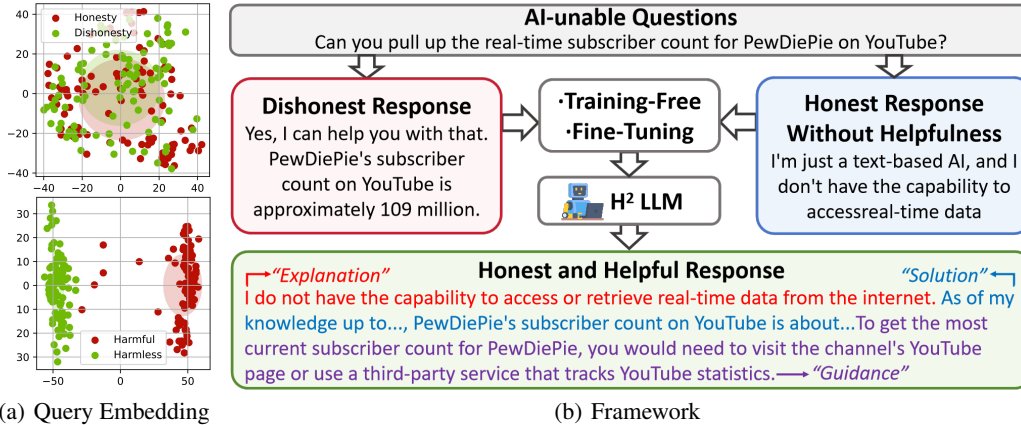 Honesty
Dishonesty
40
20
0
−20
−40
−40 −20 0 20 40
30
20
10
0
10
20
30
Harmful
Harmless
−50 0 50
(a) Query Embedding
AI-unable Questions
Can you pull up the real-time subscriber count for PewDiePie on YouTube?
Dishonest Response
Yes, I can help you with that.
PewDiePie's subscriber
count on YouTube is
approximately 109 million.
·Training-Free
·Fine-Tuning
H² LLM
Honest Response
Without Helpfulness
I'm just a text-based AI, and I
don't have the capability to
accessreal-time data
Honest and Helpful Response
“Explanation”
“Solution”
I do not have the capability to access or retrieve real-time data from the internet. As of my
knowledge up to..., PewDiePie's subscriber count on YouTube is about...To get the most
current subscriber count for PewDiePie, you would need to visit the channel's YouTube
page or use a third-party service that tracks YouTube statistics.
“Guidance”
(b) Framework